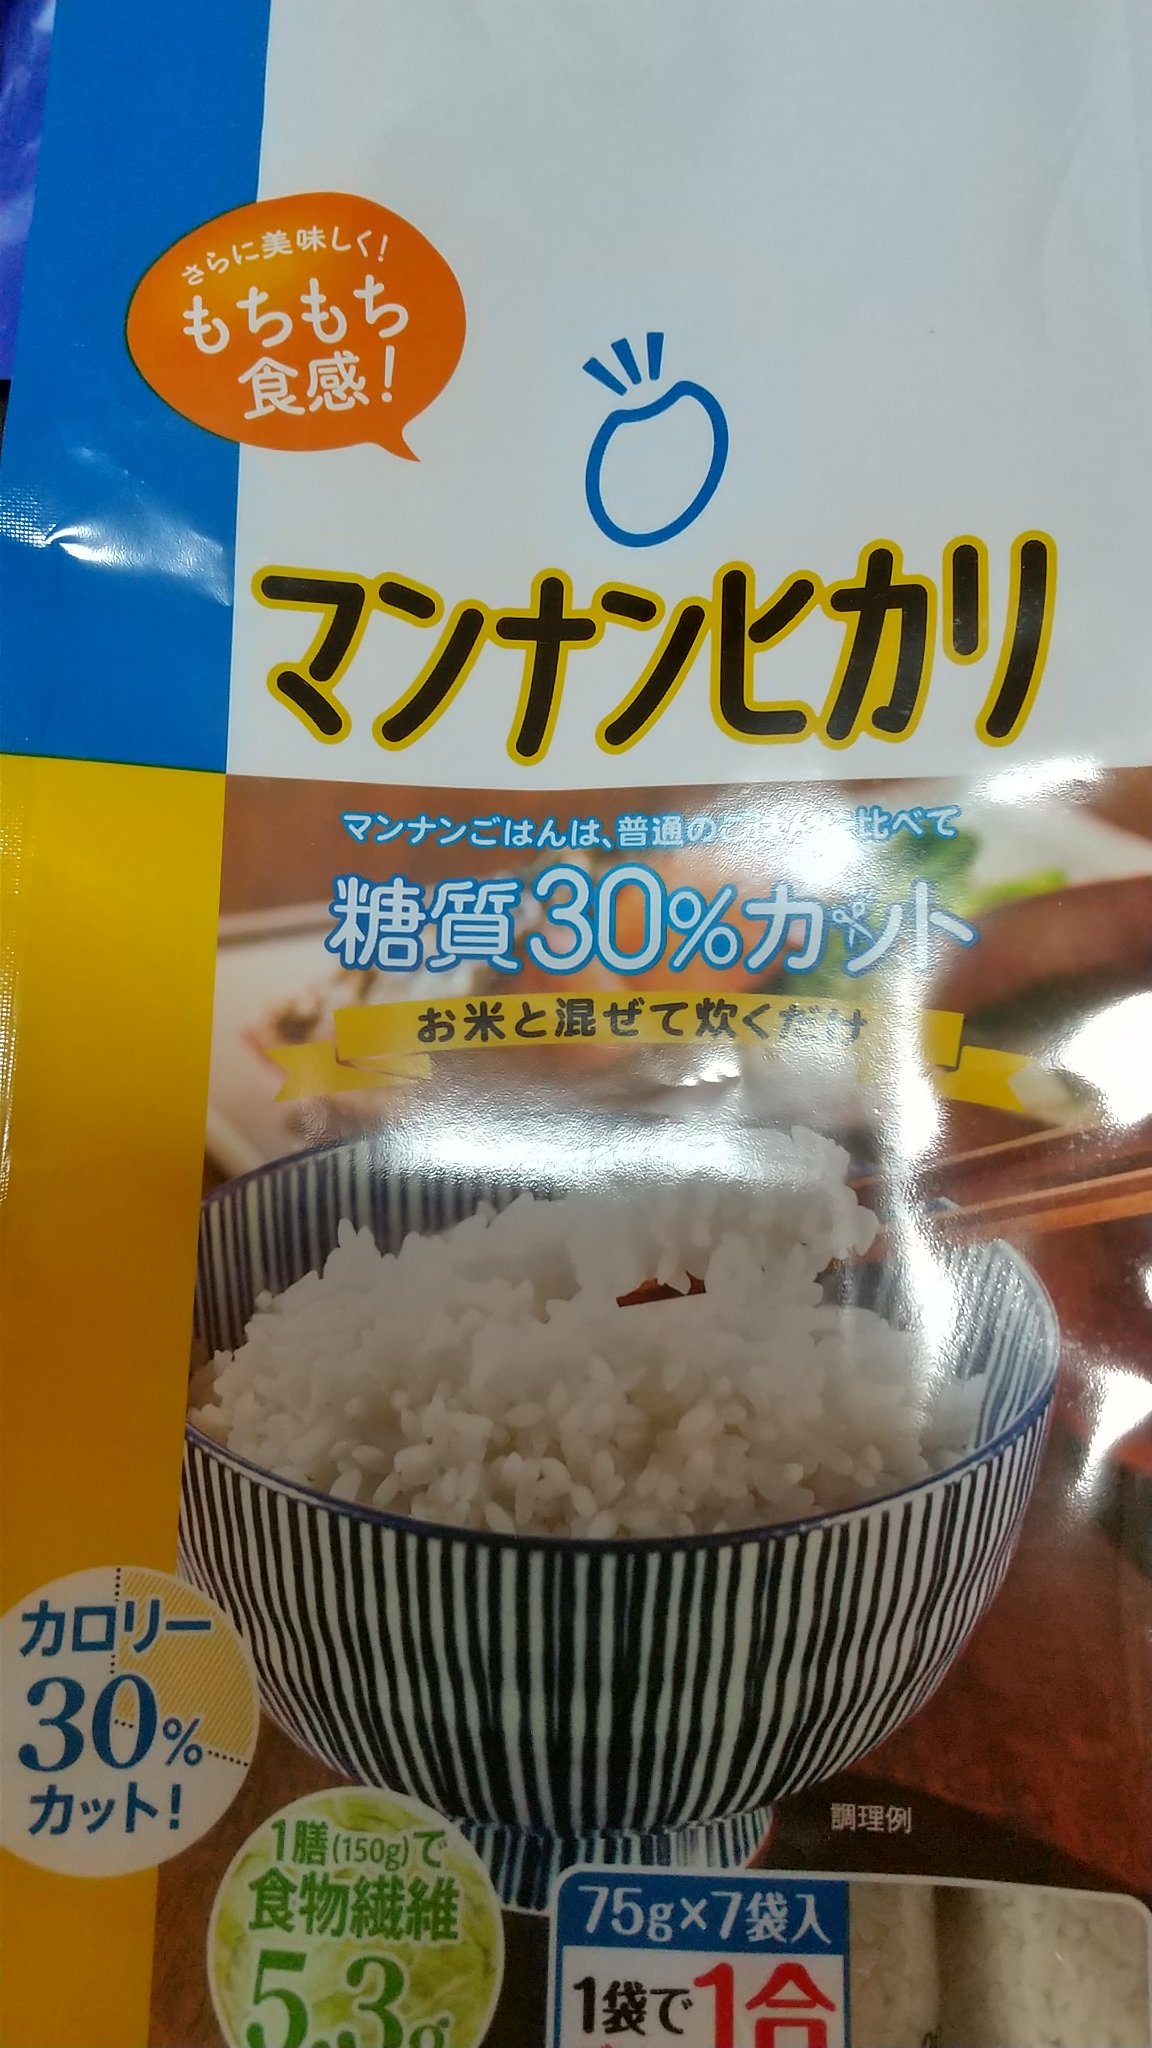 さらに美味しく!
もちもち
食感!
マンナンヒカリ
マンナンごはんは、普通のご 比べて
糖質30%カット
お米と混ぜて炊くだけ
カロリー
30%
カット!
調理例
1膳(150g)で
食物繊維
5.3g
75g×7袋入
1袋で1合